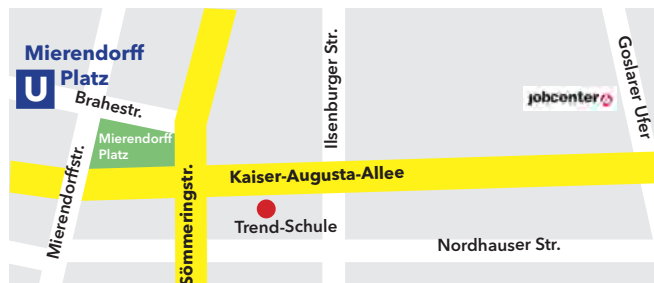 Mierendorff
Platz
U
Brahestr.
Mierendorff
Platz
Mierendorffstr.
Sömmeringstr.
Ilsenburger Str.
Goslarer Ufer
jobcenter
Kaiser-Augusta-Allee
Trend-Schule
Nordhauser Str.